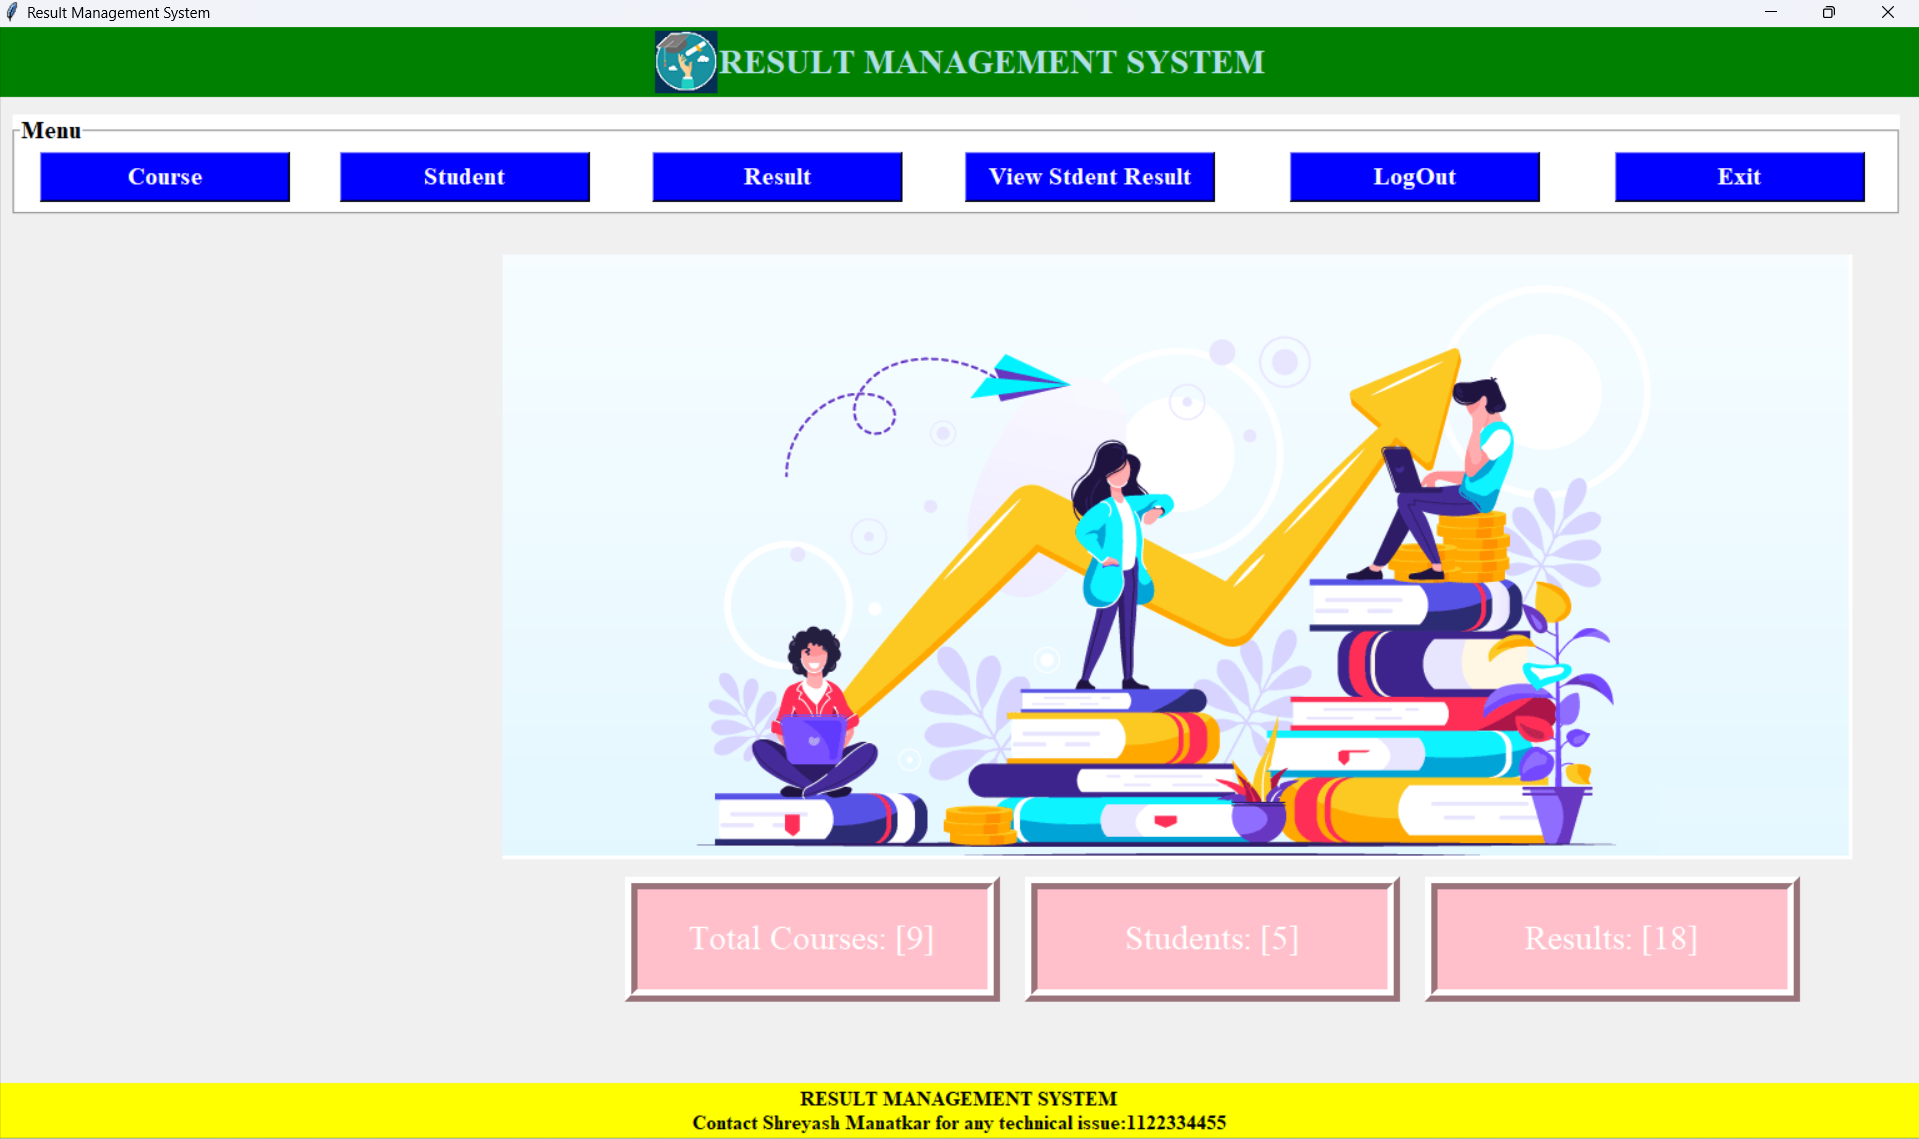 Result Management System
RESULT MANAGEMENT SYSTEM
Menu
Course Student Result View Stdent Result LogOut Exit
Total Courses: [9] Students: [5] Results: [18]
RESULT MANAGEMENT SYSTEM
Contact Shreyash Manatkar for any technical issue:1122334455